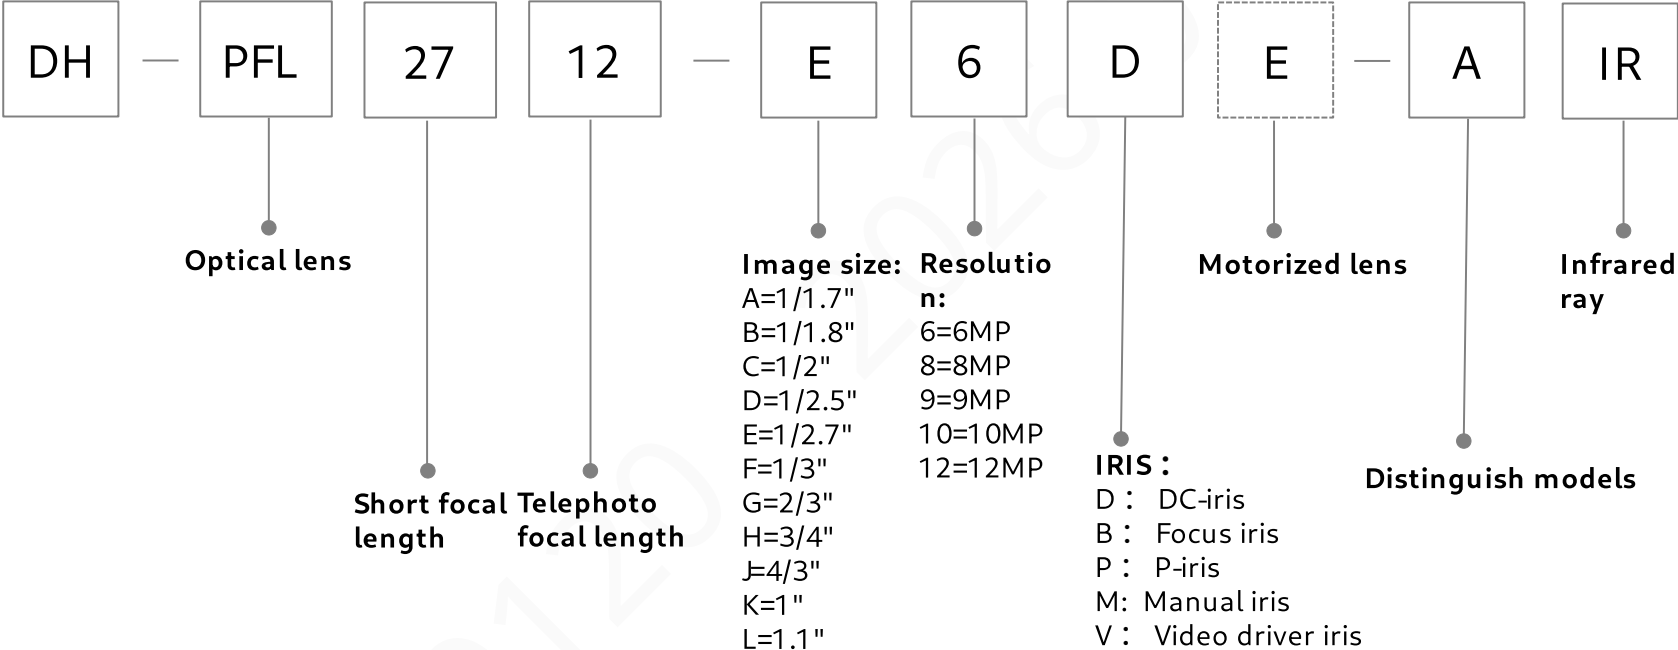 DH — PFL 27 12 — E 6 D E — A IR
Optical lens
Short focal
length
Telephoto
focal length
Image size:
A=1/1.7"
B=1/1.8"
C=1/2"
D=1/2.5"
E=1/2.7"
F=1/3"
G=2/3"
H=3/4"
J=4/3"
K=1"
L=1.1"
Resolutio
n:
6=6MP
8=8MP
9=9MP
10=10MP
12=12MP
IRIS：
D： DC-iris
B： Focus iris
P： P-iris
M: Manual iris
V： Video driver iris
Motorized lens
Distinguish models
Infrared
ray